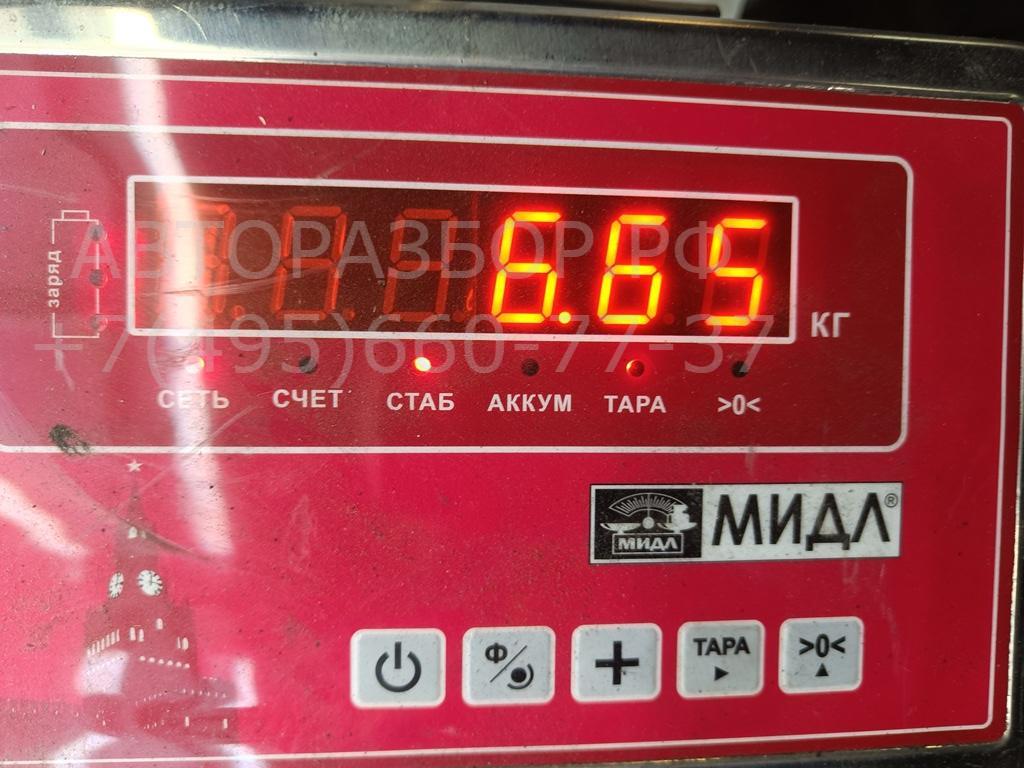 АВТОРАЗБОР.РФ
6.65
КГ
+7(495)660-77-37
заряд
СЕТЬ СЧЕТ СТАБ АККУМ ТАРА >0<
МИДЛ МИДЛ®
Ф ТАРА >0<